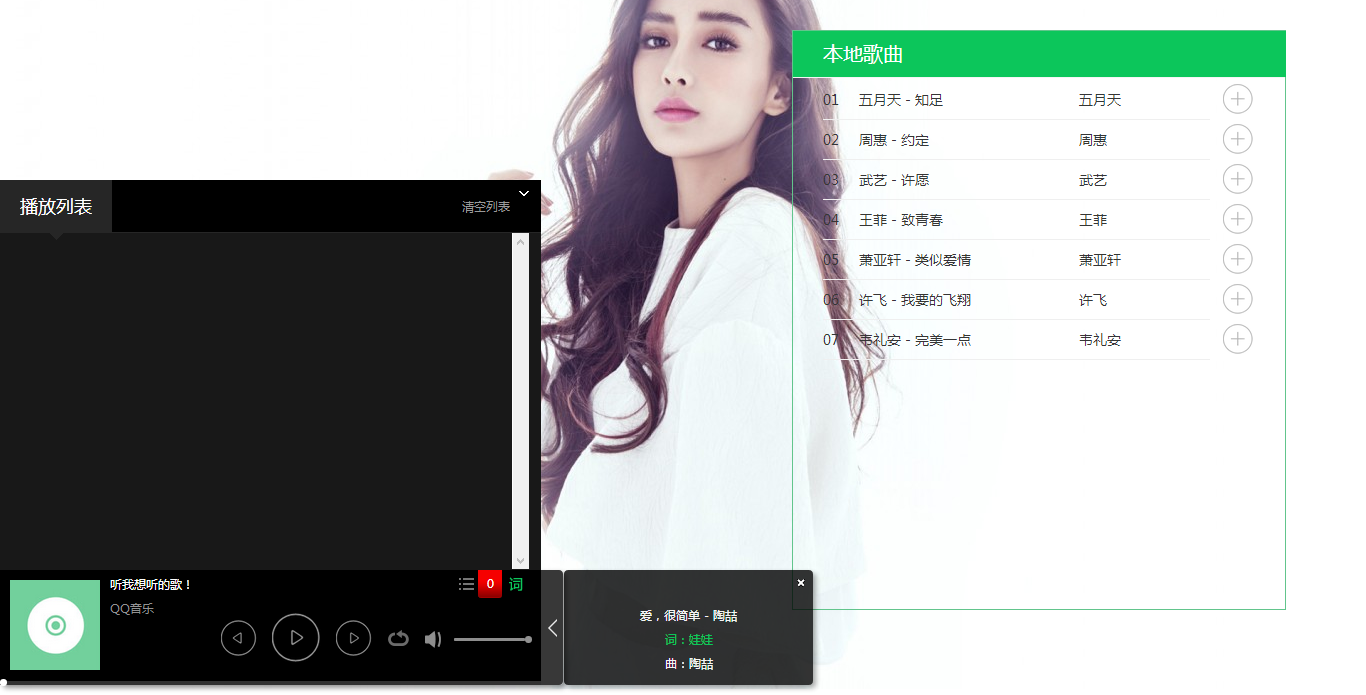 本地歌曲
01 五月天 - 知足 五月天
02 周惠 - 约定 周惠
03 武艺 - 许愿 武艺
04 王菲 - 致青春 王菲
05 萧亚轩 - 类似爱情 萧亚轩
06 许飞 - 我要的飞翔 许飞
07 韦礼安 - 完美一点 韦礼安
播放列表 清空列表
听我想听的歌！ 0 词
QQ音乐
爱，很简单 - 陶喆
词：娃娃
曲：陶喆